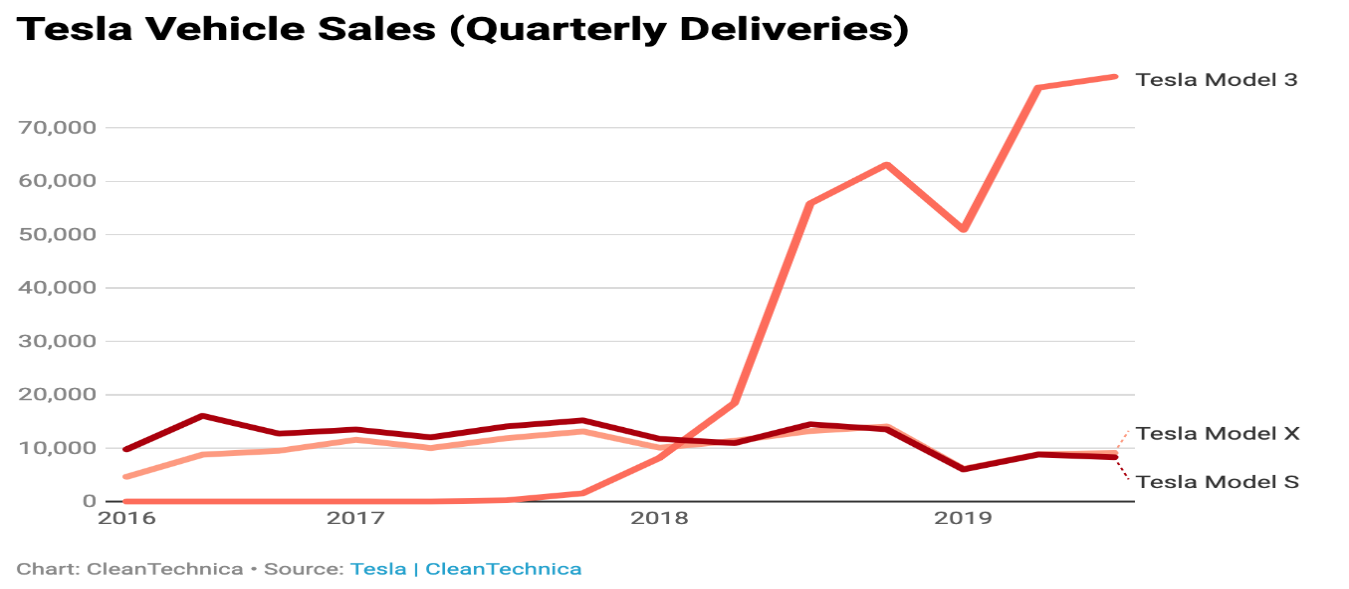 Tesla Vehicle Sales (Quarterly Deliveries)
Tesla Model 3
70,000
60,000
50,000
40,000
30,000
20,000
10,000
0
Tesla Model X
Tesla Model S
2016 2017 2018 2019
Chart: CleanTechnica • Source: Tesla | CleanTechnica